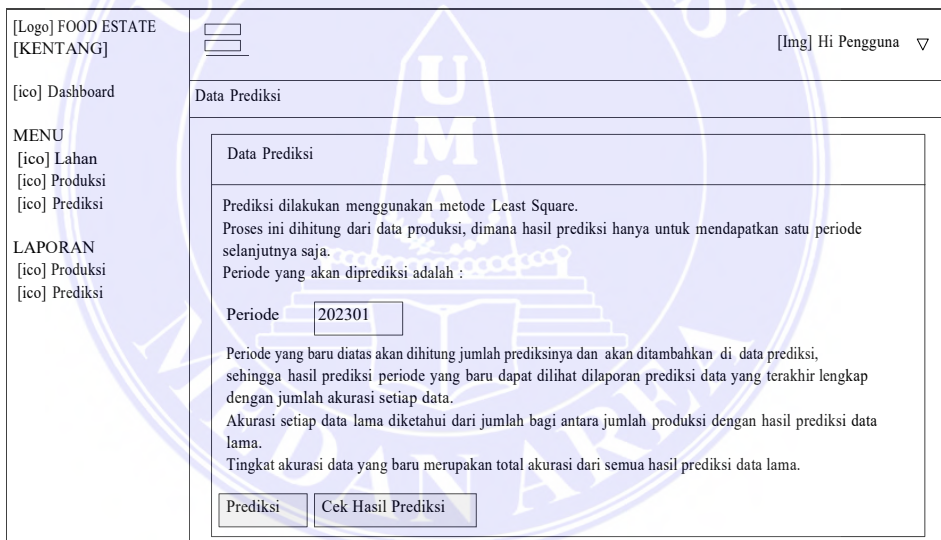 [Logo] FOOD ESTATE
[KENTANG]
[Img] Hi Pengguna
[ico] Dashboard
Data Prediksi
MENU
[ico] Lahan
[ico] Produksi
[ico] Prediksi
LAPORAN
[ico] Produksi
[ico] Prediksi
Data Prediksi
Prediksi dilakukan menggunakan metode Least Square.
Proses ini dihitung dari data produksi, dimana hasil prediksi hanya untuk mendapatkan satu periode
selanjutnya saja.
Periode yang akan diprediksi adalah :
Periode 202301
Periode yang baru diatas akan dihitung jumlah prediksinya dan akan ditambahkan di data prediksi,
sehingga hasil prediksi periode yang baru dapat dilihat dilaporan prediksi data yang terakhir lengkap
dengan jumlah akurasi setiap data.
Akurasi setiap data lama diketahui dari jumlah bagi antara jumlah produksi dengan hasil prediksi data
lama.
Tingkat akurasi data yang baru merupakan total akurasi dari semua hasil prediksi data lama.
Prediksi Cek Hasil Prediksi
UMA
MEDAN AREA